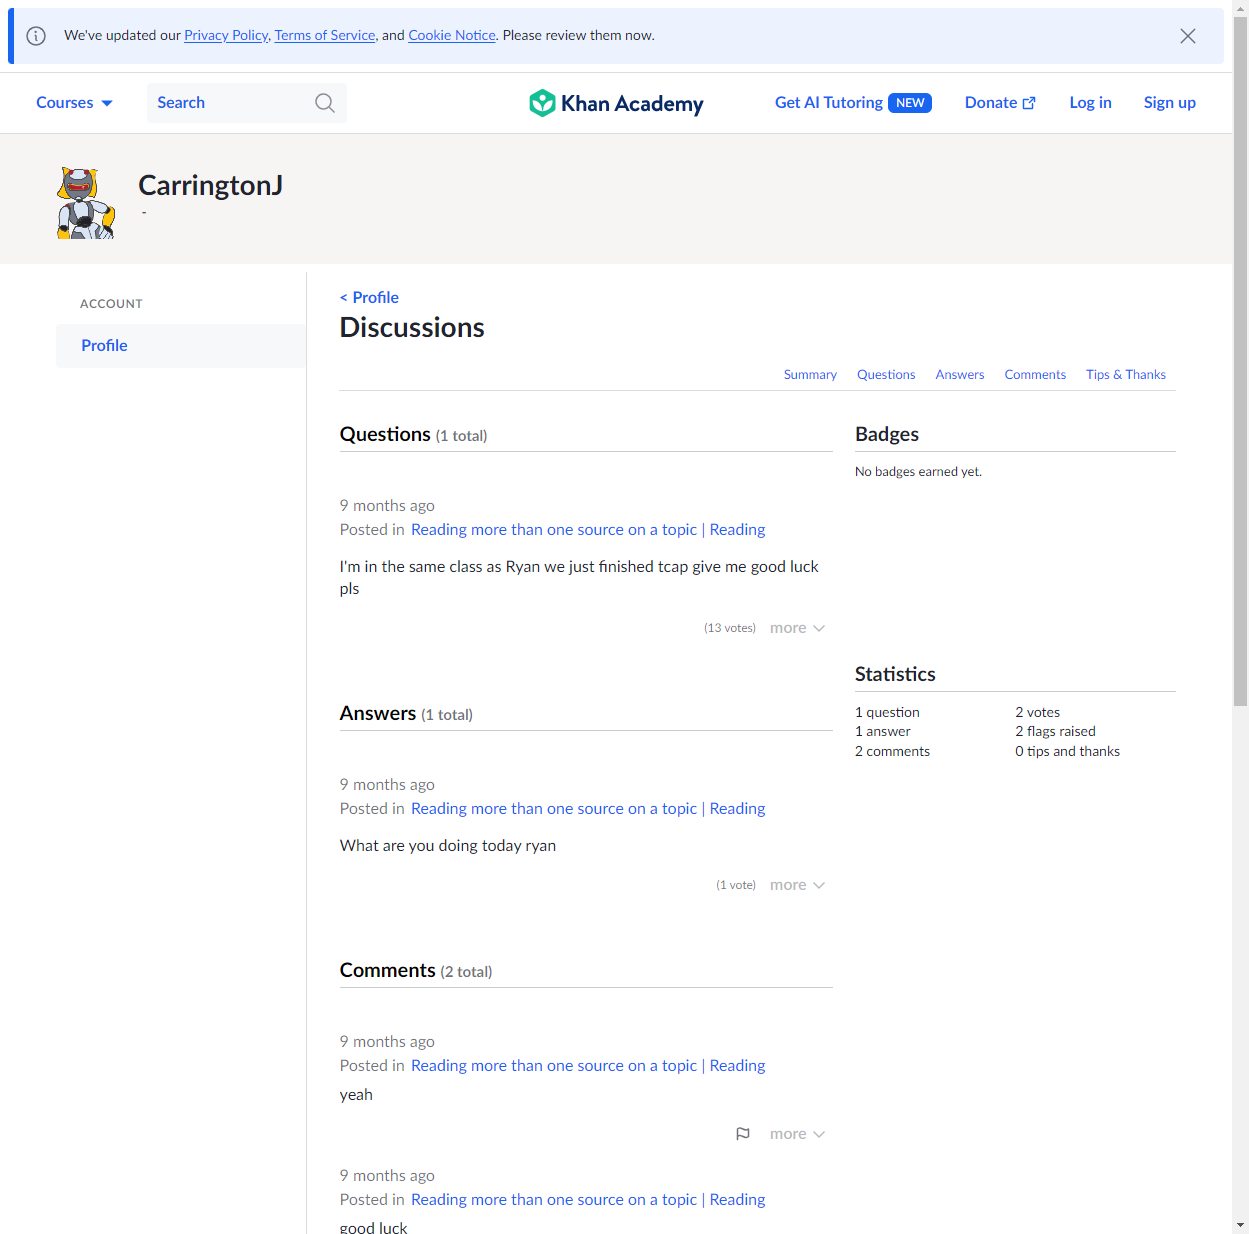 We've updated our Privacy Policy, Terms of Service, and Cookie Notice. Please review them now.
Courses
Search
Khan Academy
Get AI Tutoring NEW
Donate
Log in
Sign up
CarringtonJ
-
ACCOUNT
Profile
< Profile
Discussions
Summary Questions Answers Comments Tips & Thanks
Questions (1 total)
9 months ago
Posted in Reading more than one source on a topic | Reading
I'm in the same class as Ryan we just finished tcap give me good luck
pls
(13 votes) more
Answers (1 total)
9 months ago
Posted in Reading more than one source on a topic | Reading
What are you doing today ryan
(1 vote) more
Comments (2 total)
9 months ago
Posted in Reading more than one source on a topic | Reading
yeah
more
9 months ago
Posted in Reading more than one source on a topic | Reading
good luck
Badges
No badges earned yet.
Statistics
1 question 2 votes
1 answer 2 flags raised
2 comments 0 tips and thanks